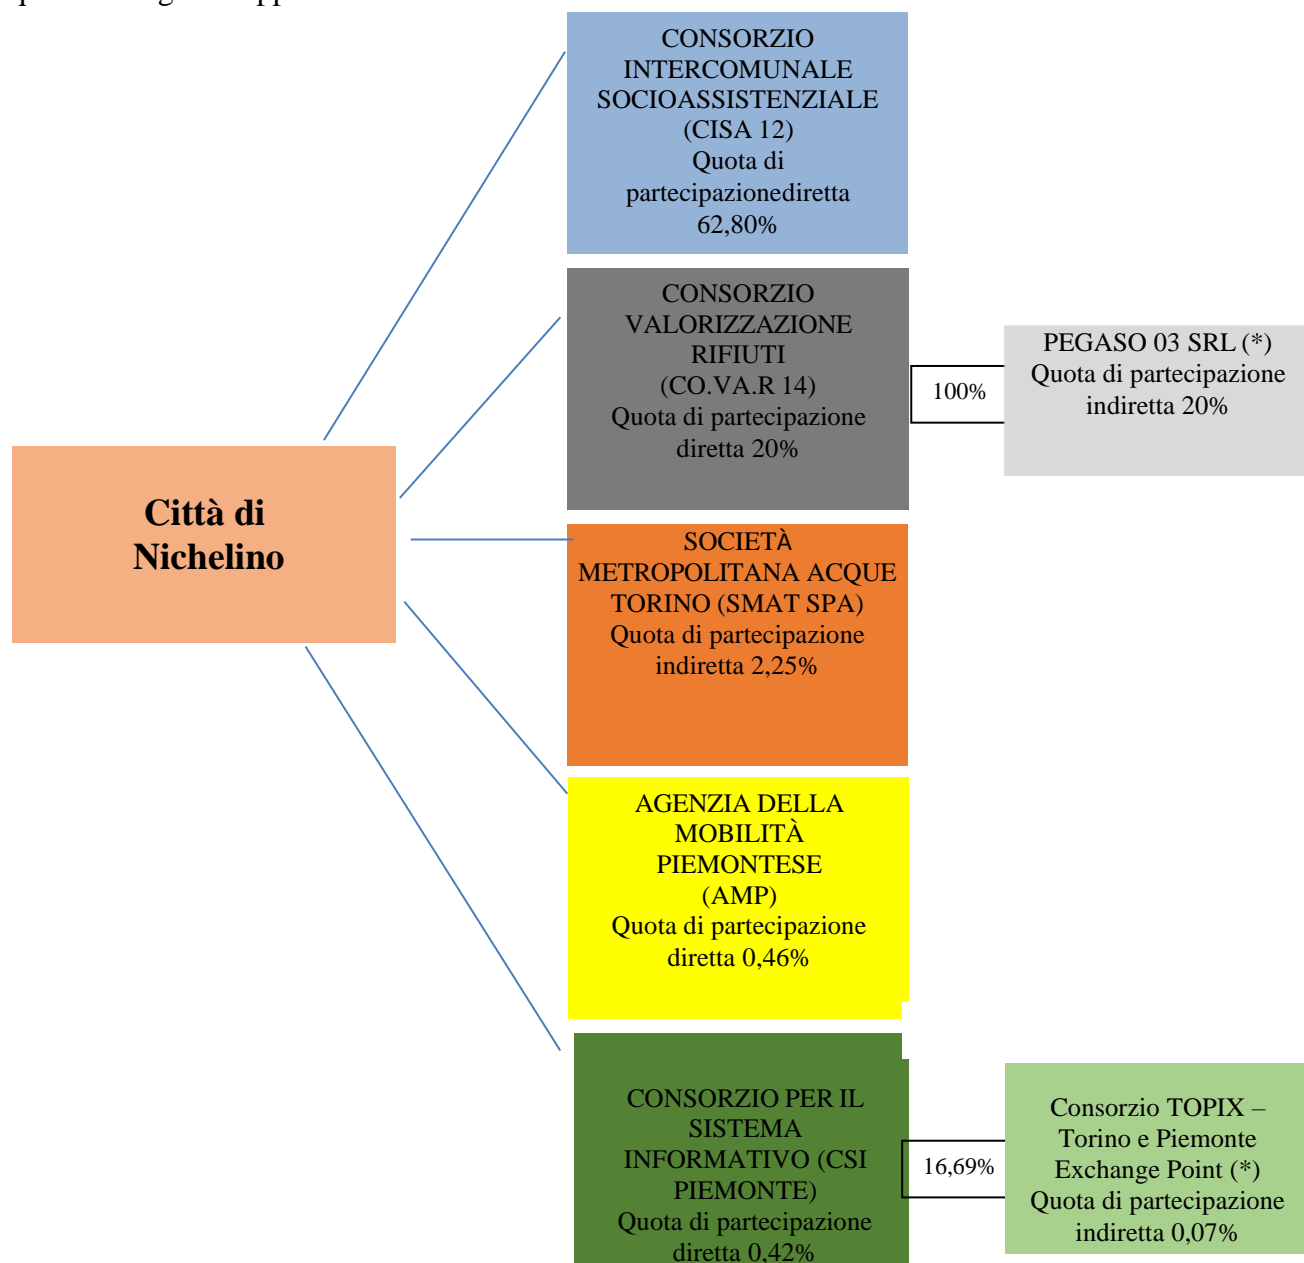 CONSORZIO
INTERCOMUNALE
SOCIOASSISTENZIALE
(CISA 12)
Quota di
partecipazionediretta
62,80%
CONSORZIO
VALORIZZAZIONE
RIFIUTI
(CO.VA.R 14)
Quota di partecipazione
diretta 20%
100%
PEGASO 03 SRL (*)
Quota di partecipazione
indiretta 20%
Città di
Nichelino
SOCIETÀ
METROPOLITANA ACQUE
TORINO (SMAT SPA)
Quota di partecipazione
indiretta 2,25%
AGENZIA DELLA
MOBILITÀ
PIEMONTESE
(AMP)
Quota di partecipazione
diretta 0,46%
CONSORZIO PER IL
SISTEMA
INFORMATIVO (CSI
PIEMONTE)
Quota di partecipazione
diretta 0,42%
16,69%
Consorzio TOPIX –
Torino e Piemonte
Exchange Point (*)
Quota di partecipazione
indiretta 0,07%